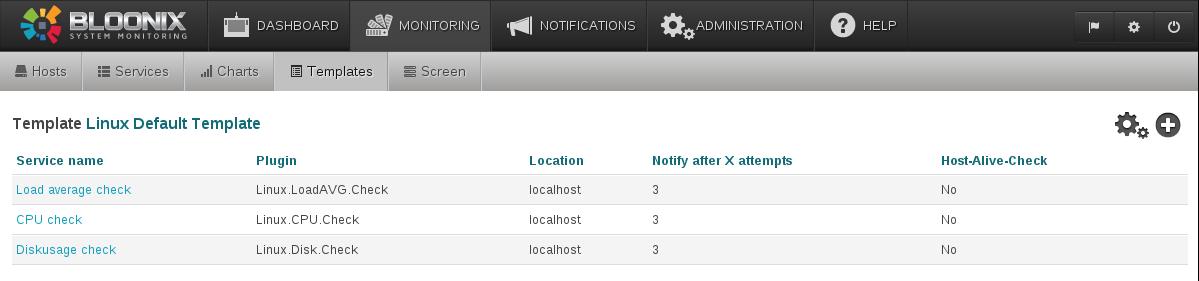 BLOONIX DASHBOARD MONITORING NOTIFICATIONS ADMINISTRATION HELP
SYSTEM MONITORING
Hosts Services Charts Templates Screen
Template Linux Default Template
Service name Plugin Location Notify after X attempts Host-Alive-Check
Load average check Linux.LoadAVG.Check localhost 3 No
CPU check Linux.CPU.Check localhost 3 No
Diskusage check Linux.Disk.Check localhost 3 No